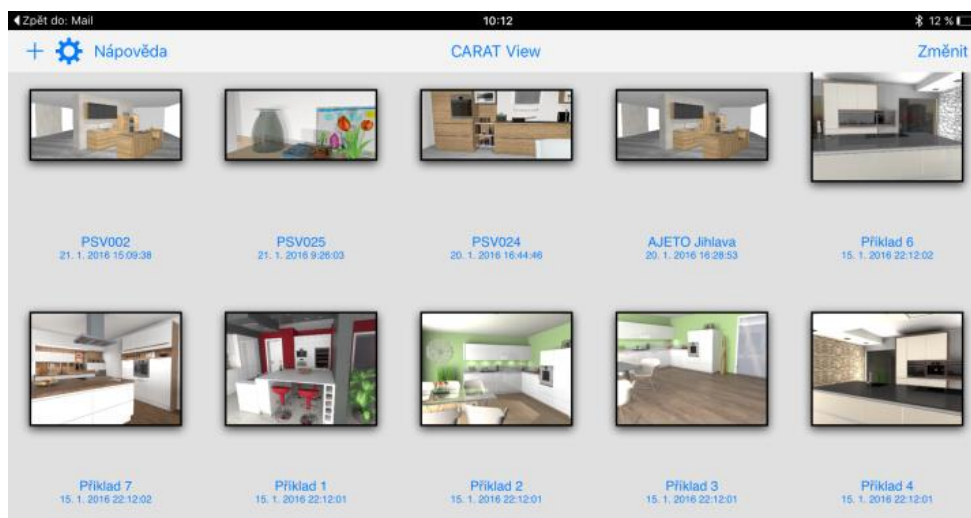 Zpět do: Mail 10:12 12 %
Nápověda CARAT View Změnit
PSV002 PSV025 PSV024 AJETO Jihlava Příklad 6
21. 1. 2016 15:09:38 21. 1. 2016 9:26:03 20. 1. 2016 16:44:46 20. 1. 2016 16:28:53 15. 1. 2016 22:12:02
Příklad 7 Příklad 1 Příklad 2 Příklad 3 Příklad 4
15. 1. 2016 22:12:02 15. 1. 2016 22:12:01 15. 1. 2016 22:12:01 15. 1. 2016 22:12:01 15. 1. 2016 22:12:01